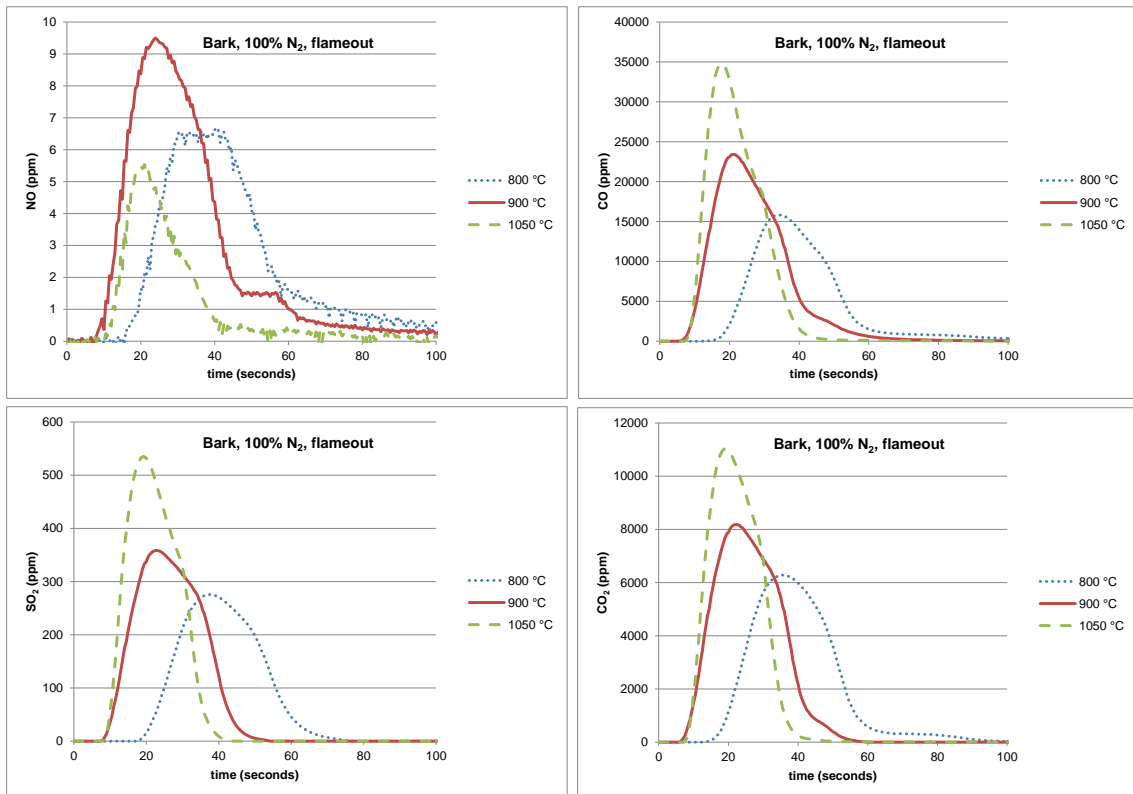 Bark, 100% N₂, flameout
NO (ppm)
10
9
8
7
6
5
4
3
2
1
0
0 20 40 60 80 100
time (seconds)
800 °C
900 °C
1050 °C
Bark, 100% N₂, flameout
CO (ppm)
40000
35000
30000
25000
20000
15000
10000
5000
0
0 20 40 60 80 100
time (seconds)
800 °C
900 °C
1050 °C
Bark, 100% N₂, flameout
SO₂ (ppm)
600
500
400
300
200
100
0
0 20 40 60 80 100
time (seconds)
800 °C
900 °C
1050 °C
Bark, 100% N₂, flameout
CO₂ (ppm)
12000
10000
8000
6000
4000
2000
0
0 20 40 60 80 100
time (seconds)
800 °C
900 °C
1050 °C